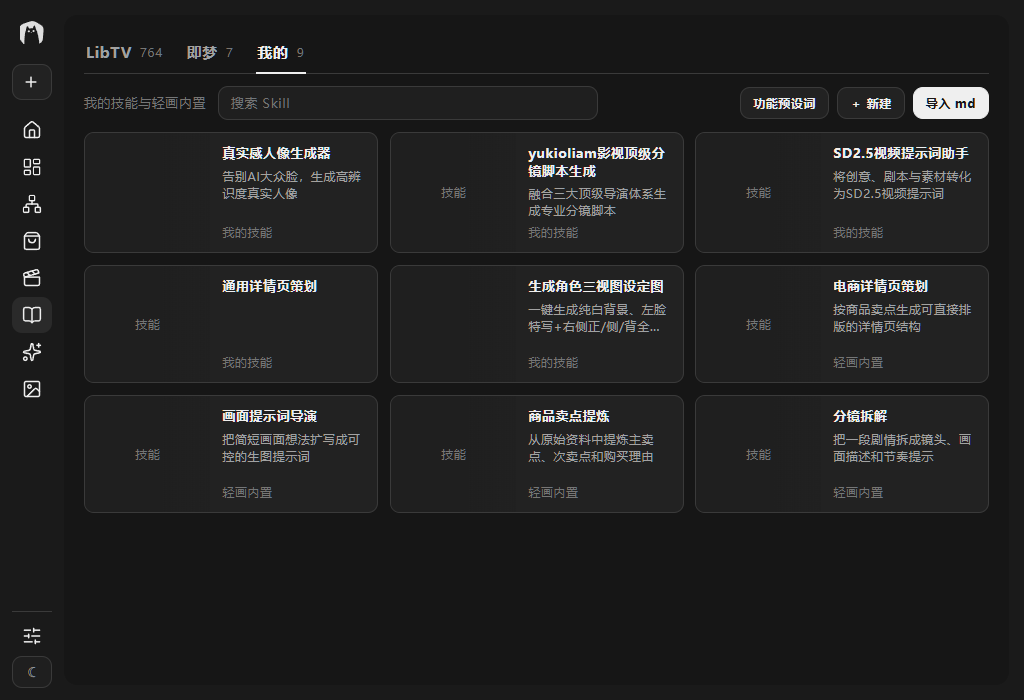 LibTV 764 即梦 7 我的 9
我的技能与轻画内置 搜索 Skill 功能预设词 + 新建 导入 md
真实感人像生成器
告别AI大众脸，生成高辨
识度真实人像
我的技能
技能
yukioliam影视顶级分
镜脚本生成
融合三大顶级导演体系生
成专业分镜脚本
我的技能
技能
SD2.5视频提示词助手
将创意、剧本与素材转化
为SD2.5视频提示词
我的技能
技能
通用详情页策划
我的技能
生成角色三视图设定图
一键生成纯白背景、左脸
特写+右侧正/侧/背全...
我的技能
技能
电商详情页策划
按商品卖点生成可直接排
版的详情页结构
轻画内置
技能
画面提示词导演
把简短画面想法扩写成可
控的生图提示词
轻画内置
技能
商品卖点提炼
从原始资料中提炼主卖
点、次卖点和购买理由
轻画内置
技能
分镜拆解
把一段剧情拆成镜头、画
面描述和节奏提示
轻画内置